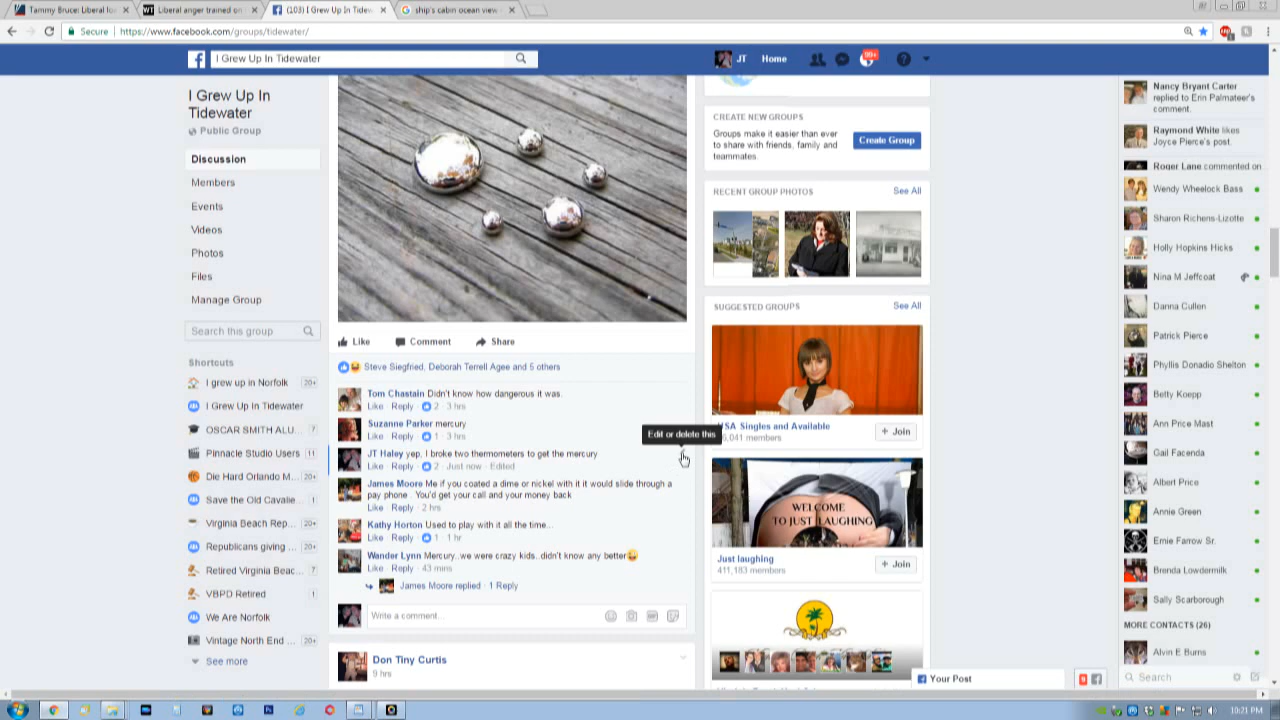 Tammy Bruce: Liberal lo
Liberal anger trained on
(103) I Grew Up In Tidew
ship's cabin ocean view
Secure
https://www.facebook.com/groups/tidewater/
I Grew Up In Tidewater
JT
Home
99+
I Grew Up In
Tidewater
Public Group
Discussion
Members
Events
Videos
Photos
Files
Manage Group
Search this group
Shortcuts
I grew up in Norfolk 20+
I Grew Up In Tidewater
OSCAR SMITH ALU... 7
Pinnacle Studio Users 11
Die Hard Orlando M... 20+
Save the Old Cavalie... 1
Virginia Beach Rep... 20+
Republicans giving ... 20+
Retired Virginia Beac... 7
VBPD Retired 1
We Are Norfolk
Vintage North End ... 20+
See more
Like Comment Share
Steve Siegfried, Deborah Terrell Agee and 5 others
Tom Chastain Didn't know how dangerous it was.
Like · Reply · 2 · 3 hrs
Suzanne Parker mercury
Like · Reply · 1 · 3 hrs
Edit or delete this
JT Haley yep, I broke two thermometers to get the mercury
Like · Reply · 2 · Just now · Edited
James Moore Me if you coated a dime or nickel with it it would slide through a
pay phone . You'd get your call and your money back
Like · Reply · 2 hrs
Kathy Horton Used to play with it all the time...
Like · Reply · 1 · 1 hr
Wander Lynn Mercury..we were crazy kids..didn't know any better
Like · Reply · 43 mins
James Moore replied · 1 Reply
Write a comment...
Don Tiny Curtis
9 hrs
CREATE NEW GROUPS
Groups make it easier than ever
to share with friends, family and
teammates.
Create Group
RECENT GROUP PHOTOS See All
SUGGESTED GROUPS See All
USA Singles and Available
6,041 members
+ Join
WELCOME
TO JUST LAUGHING
Just laughing
411,183 members
+ Join
Nancy Bryant Carter
replied to Erin Palmateer's
comment.
Raymond White likes
Joyce Pierce's post.
Roger Lane commented on
Wendy Wheelock Bass
Sharon Richens-Lizotte
Holly Hopkins Hicks
Nina M Jeffcoat
Danna Cullen
Patrick Pierce
Phyllis Donadio Shelton
Betty Koepp
Ann Price Mast
Gail Facenda
Albert Price
Annie Green
Ernie Farrow Sr.
Brenda Lowdermilk
Sally Scarborough
MORE CONTACTS (26)
Alvin E Burns
Search
Your Post
10:21 PM